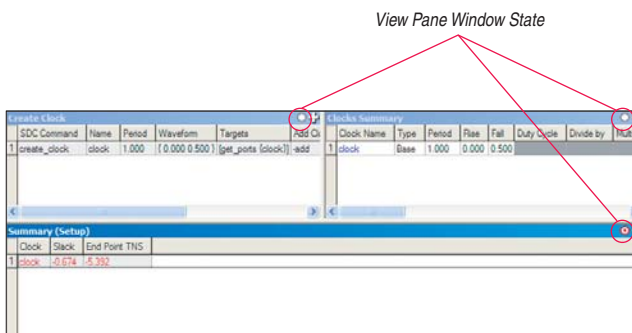 View Pane Window State
Create Clock
SDC Command Name Period Waveform Targets Add Cl
1 create_clock clock 1.000 { 0.000 0.500 } [get_ports {clock}] -add
Clocks Summary
Clock Name Type Period Rise Fall Duty Cycle Divide by Mult
1 clock Base 1.000 0.000 0.500
Summary (Setup)
Clock Slack End Point TNS
1 clock -0.674 -5.392